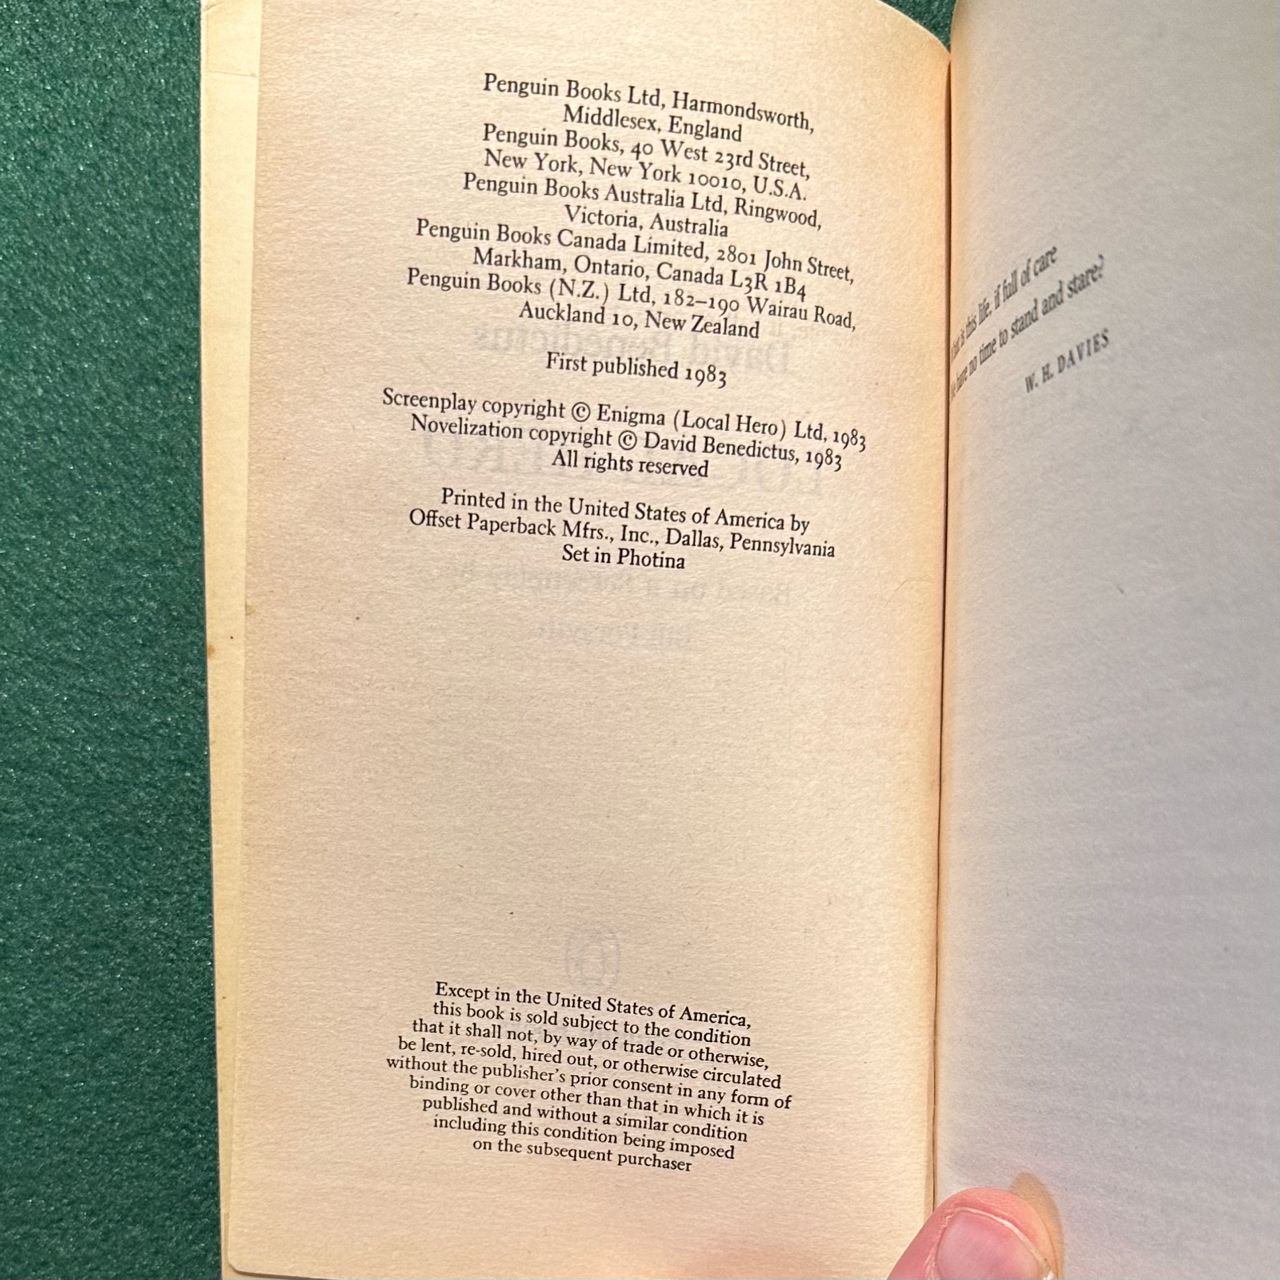 Penguin Books Ltd, Harmondsworth,
Middlesex, England
Penguin Books, 40 West 23rd Street,
New York, New York 10010, U.S.A.
Penguin Books Australia Ltd, Ringwood,
Victoria, Australia
Penguin Books Canada Limited, 2801 John Street,
Markham, Ontario, Canada L3R 1B4
Penguin Books (N.Z.) Ltd, 182–190 Wairau Road,
Auckland 10, New Zealand
First published 1983
Screenplay copyright © Enigma (Local Hero) Ltd, 1983
Novelization copyright © David Benedictus, 1983
All rights reserved
Printed in the United States of America by
Offset Paperback Mfrs., Inc., Dallas, Pennsylvania
Set in Photina
Except in the United States of America,
this book is sold subject to the condition
that it shall not, by way of trade or otherwise,
be lent, re-sold, hired out, or otherwise circulated
without the publisher's prior consent in any form of
binding or cover other than that in which it is
published and without a similar condition
including this condition being imposed
on the subsequent purchaser
is this life, if full of care
no time to stand and stare?
W. H. DAVIES